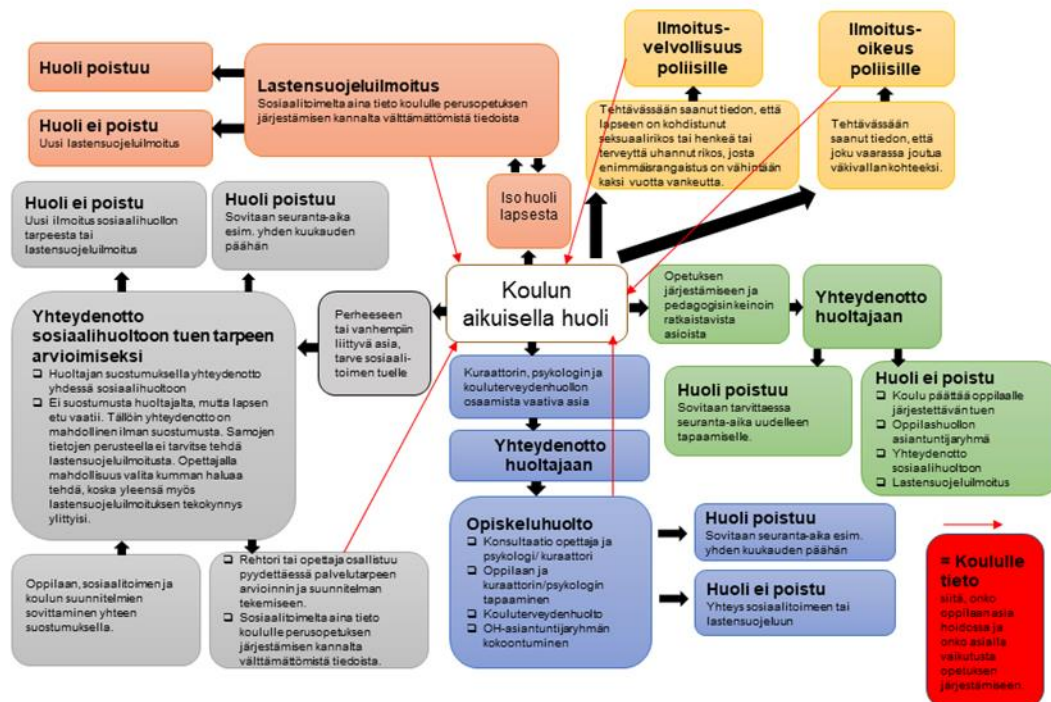 Huoli poistuu
Huoli ei poistu
Uusi lastensuojeluilmoitus
Lastensuojeluilmoitus
Sosiaalitoimelta aina tieto koululle perusopetuksen
järjestämisen kannalta välttämöttömistä tiedoista
Ilmoitus-
velvollisuus
poliisille
Ilmoitus-
oikeus
poliisille
Tehtävässään saanut tiedon, että
lapseen on kohdistunut
seksuaalirikos tai henkeä tai
terveyttä uhannut rikos, josta
enimmäisrangaistus on vähintään
kaksi vuotta vankeutta.
Tehtävässään
saanut tiedon, että
joku vaarassa joutua
väkivallan kohteeksi.
Iso huoli
lapsesta
Huoli ei poistu
Uusi ilmoitus sosiaalihuollon
tarpeesta tai
lastensuojeluilmoitus
Huoli poistuu
Sovitaan seuranta-aika
esim. yhden kuukauden
päähän
Koulun
aikuisella huoli
Perheeseen
tai vanhempiin
liittyvä asia,
tarve sosiaali-
toimen tuelle
Yhteydenotto
sosiaalihuoltoon tuen tarpeen
arvioimiseksi
❑ Huoltajan suostumuksella yhteydenotto
yhdessä sosiaalihuoltoon
❑ Ei suostumusta huoltajalta, mutta lapsen
etu vaatii. Tällöin yhteydenotto on
mahdollinen ilman suostumusta. Samojen
tietojen perusteella ei tarvitse tehdä
lastensuojeluilmoitusta. Opettajalla
mahdollisuus valita kumman haluaa
tehdä, koska yleensä myös
lastensuojeluilmoituksen tekokynnys
ylittyisi.
Oppilaan, sosiaalitoimen ja
koulun suunnitelmien
sovittaminen yhteen
suostumuksella.
❑ Rehtori tai opettaja osallistuu
pyydettäessä palvelutarpeen
arvioinnin ja suunnitelman
tekemiseen.
❑ Sosiaalitoimelta aina tieto
koululle perusopetuksen
järjestämisen kannalta
välttämättömistä tiedoista.
Kuraattorin, psykologin ja
kouluterveydenhuollon
osaamista vaativa asia
Yhteydenotto
huoltajaan
Opiskeluhuolto
❑ Konsultaatio opettaja ja
psykologi/ kuraattori
❑ Oppilaan ja
kuraattorin/psykologin
tapaaminen
❑ Kouluterveydenhuolto
❑ OH-asiantuntijaryhmän
kokoontuminen
Huoli poistuu
Sovitaan seuranta-aika esim.
yhden kuukauden päähän
Huoli ei poistu
Yhteys sosiaalitoimeen tai
lastensuojeluun
Opetuksen
järjestämiseen ja
pedagogisin keinoin
ratkaistavista
asioista
Yhteydenotto
huoltajaan
Huoli poistuu
Sovitaan tarvittaessa
seuranta-aika uudelleen
tapaamiselle.
Huoli ei poistu
❑ Koulu päättää oppilaalle
järjestettävän tuen
❑ Oppilashuollon
asiantuntijaryhmä
❑ Yhteydenotto
sosiaalihuoltoon
❑ Lastensuojeluilmoitus
= Koululle
tieto
siitä, onko
oppilaan asia
hoidossa ja
onko asialla
vaikutusta
opetuksen
järjestämiseen.